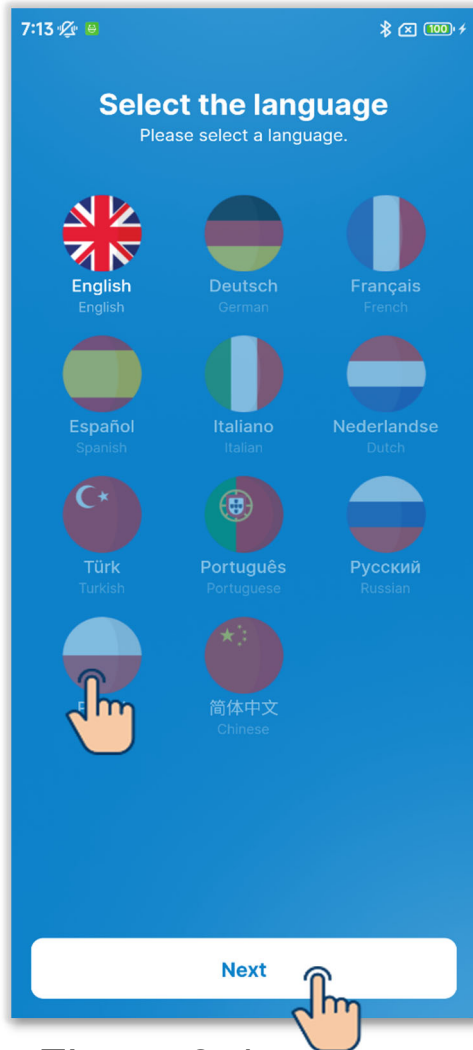 7:13
100
Select the language
Please select a language.
English Deutsch Français
English German French
Español Italiano Nederlandse
Spanish Italian Dutch
Türk Português Русский
Turkish Portuguese Russian
简体中文
Chinese
Next